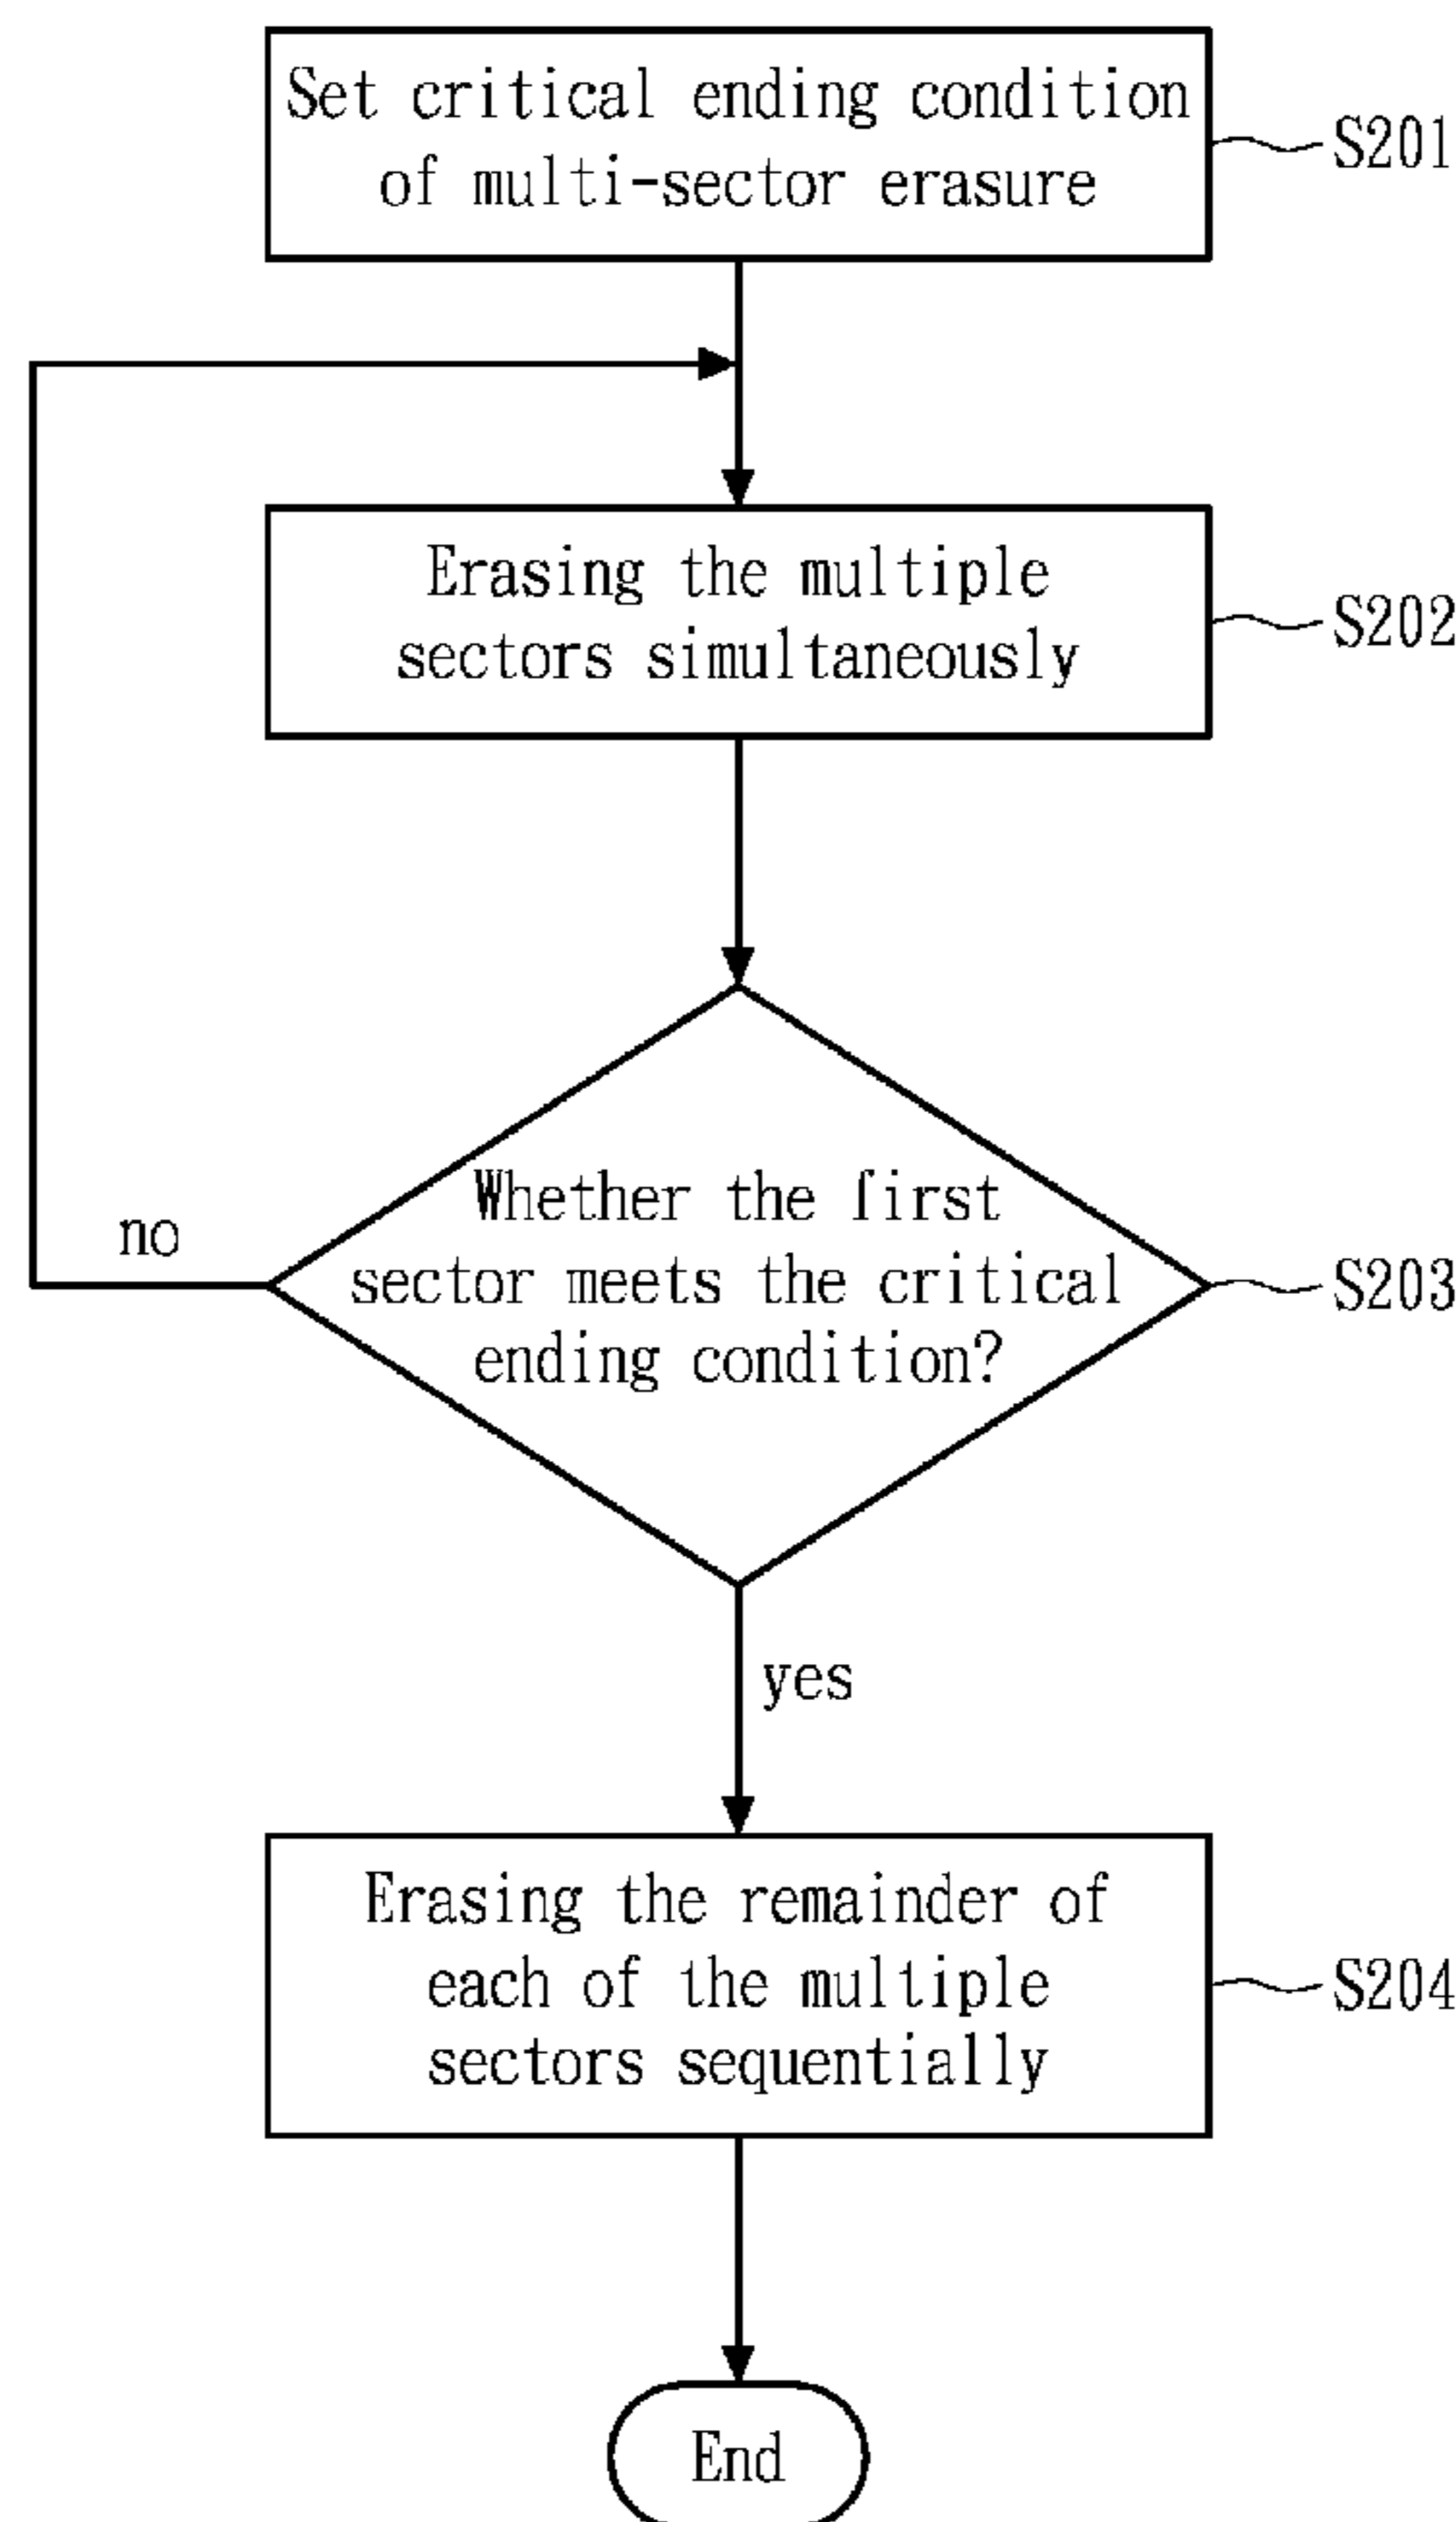 Set critical ending condition
of multi-sector erasure
S201
Erasing the multiple
sectors simultaneously
S202
Whether the first
sector meets the critical
ending condition?
S203
no
yes
Erasing the remainder of
each of the multiple
sectors sequentially
S204
End